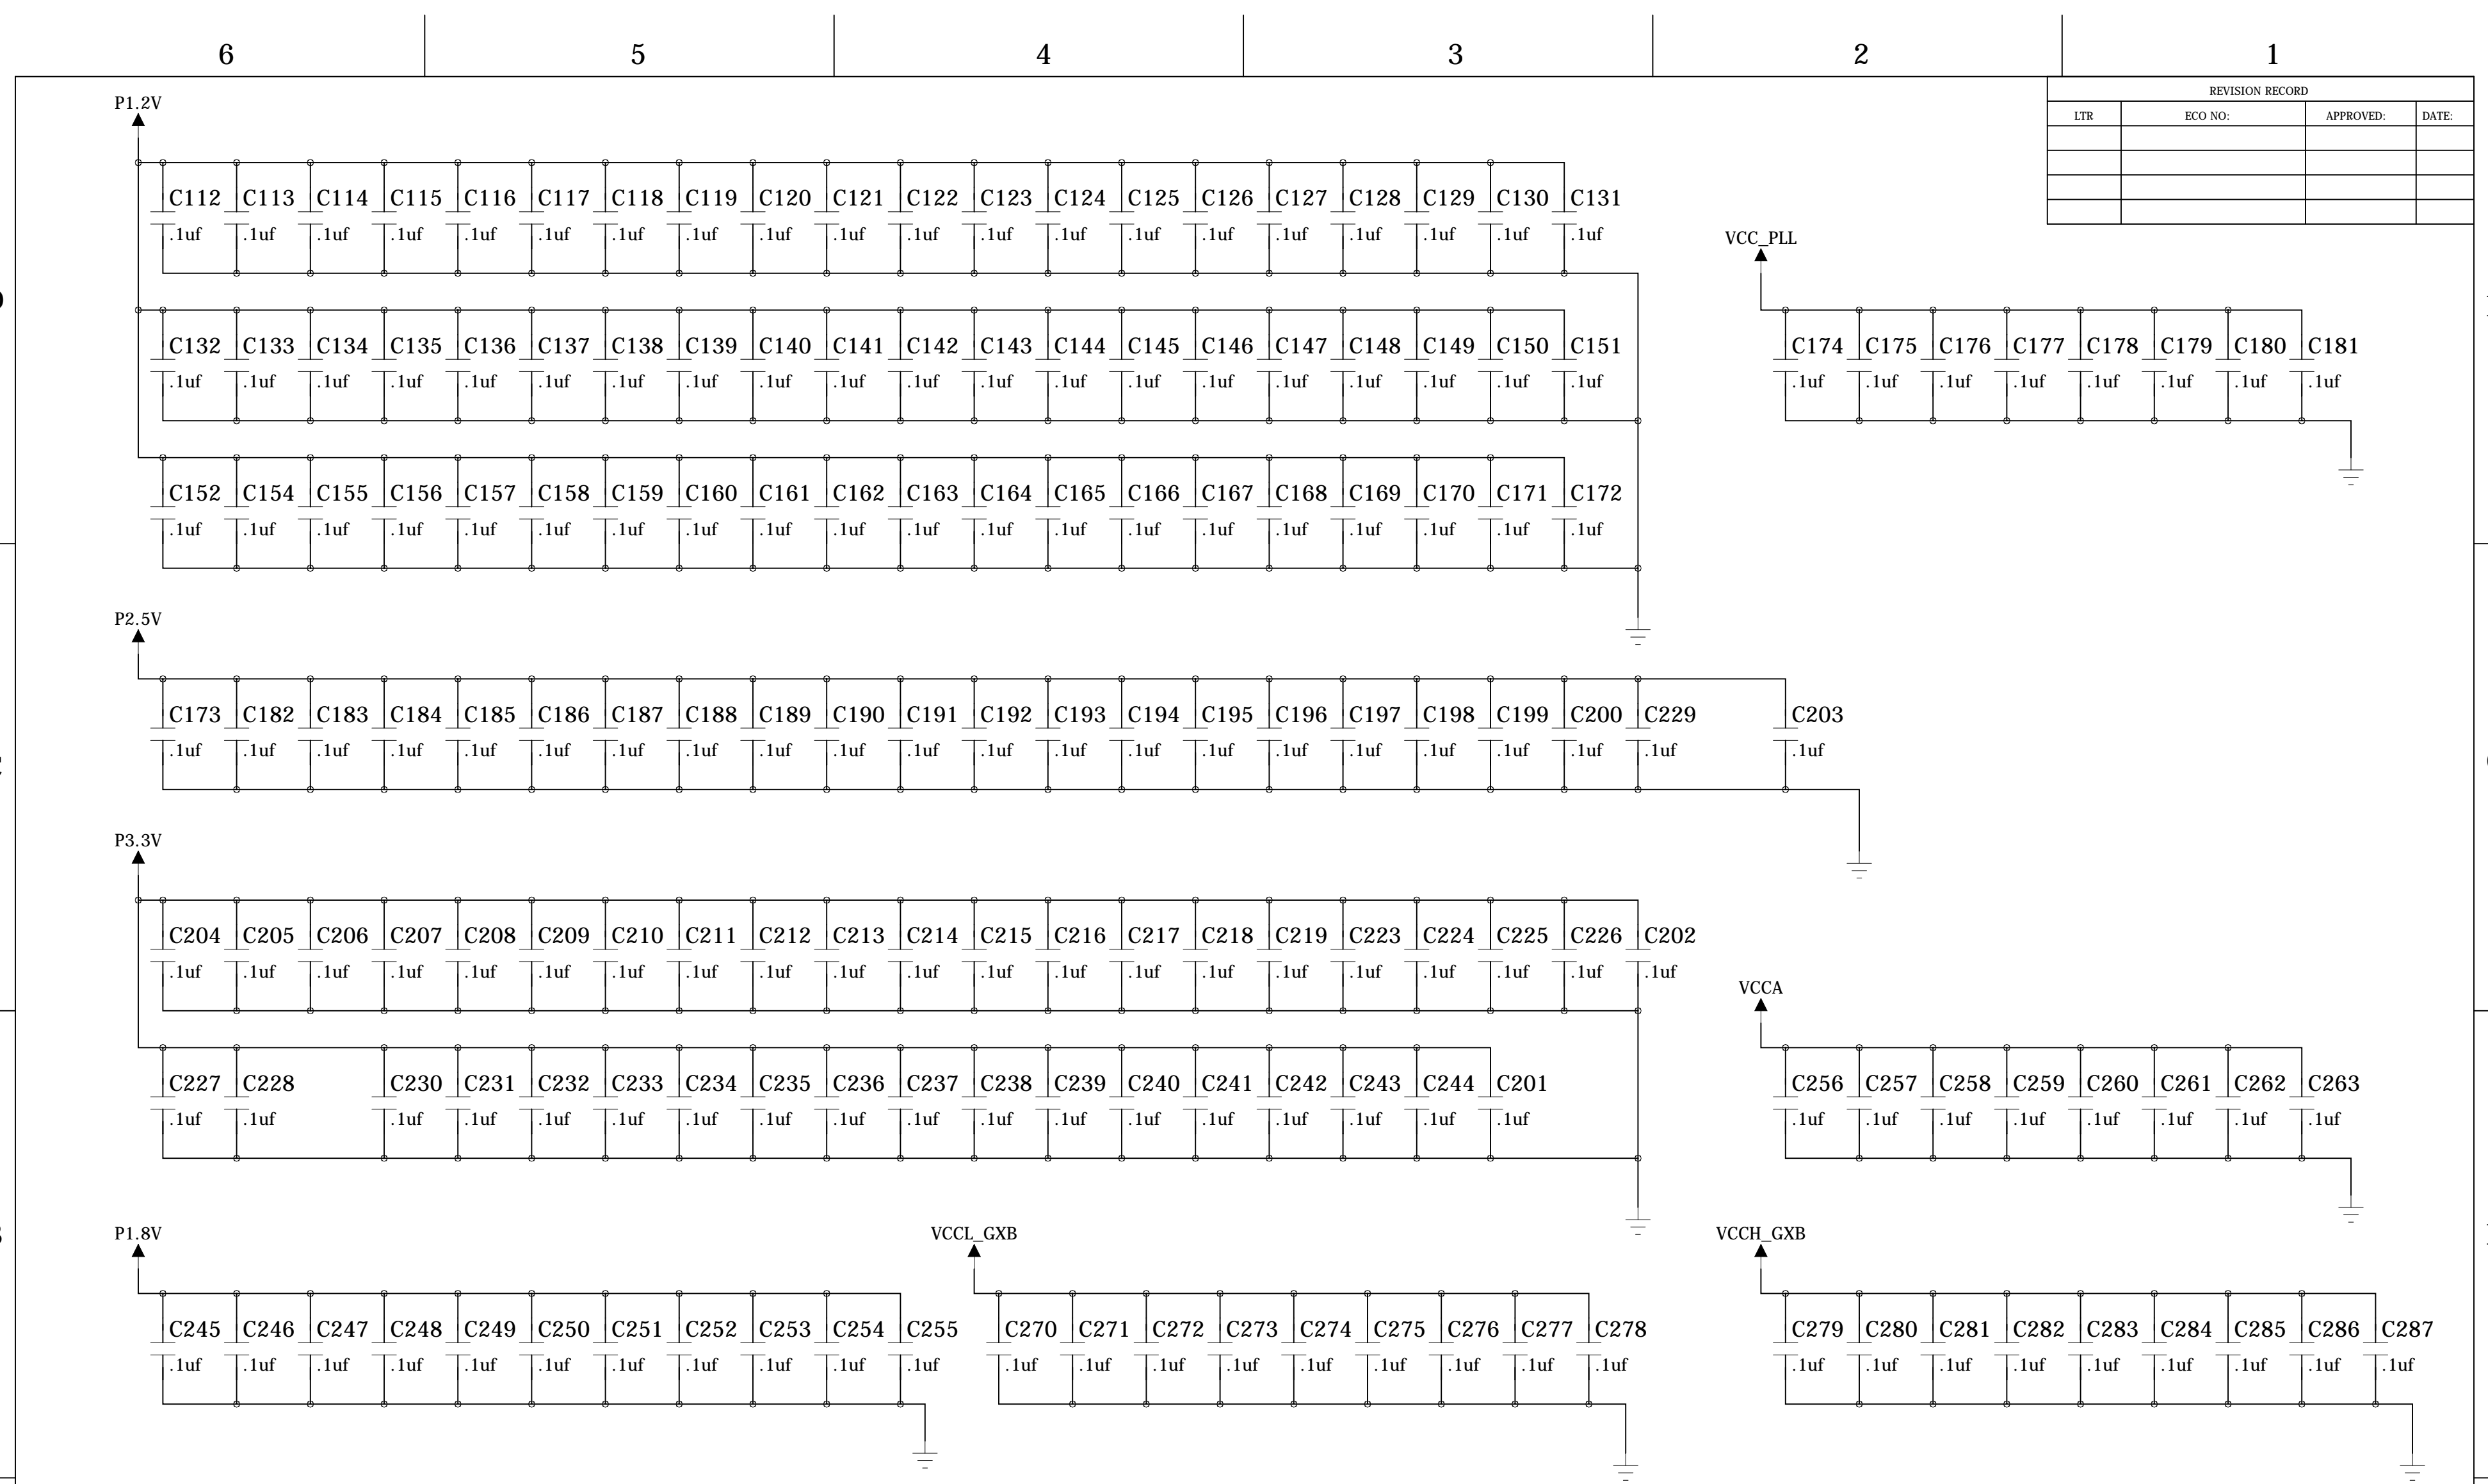 6 5 4 3 2 1
REVISION RECORD
LTR ECO NO: APPROVED: DATE:
P1.2V
C112 C113 C114 C115 C116 C117 C118 C119 C120 C121 C122 C123 C124 C125 C126 C127 C128 C129 C130 C131
.1uf .1uf .1uf .1uf .1uf .1uf .1uf .1uf .1uf .1uf .1uf .1uf .1uf .1uf .1uf .1uf .1uf .1uf .1uf .1uf
VCC_PLL
C132 C133 C134 C135 C136 C137 C138 C139 C140 C141 C142 C143 C144 C145 C146 C147 C148 C149 C150 C151 C174 C175 C176 C177 C178 C179 C180 C181
.1uf .1uf .1uf .1uf .1uf .1uf .1uf .1uf .1uf .1uf .1uf .1uf .1uf .1uf .1uf .1uf .1uf .1uf .1uf .1uf .1uf .1uf .1uf .1uf .1uf .1uf .1uf .1uf
C152 C154 C155 C156 C157 C158 C159 C160 C161 C162 C163 C164 C165 C166 C167 C168 C169 C170 C171 C172
.1uf .1uf .1uf .1uf .1uf .1uf .1uf .1uf .1uf .1uf .1uf .1uf .1uf .1uf .1uf .1uf .1uf .1uf .1uf .1uf
P2.5V
C173 C182 C183 C184 C185 C186 C187 C188 C189 C190 C191 C192 C193 C194 C195 C196 C197 C198 C199 C200 C229 C203
.1uf .1uf .1uf .1uf .1uf .1uf .1uf .1uf .1uf .1uf .1uf .1uf .1uf .1uf .1uf .1uf .1uf .1uf .1uf .1uf .1uf .1uf
P3.3V
C204 C205 C206 C207 C208 C209 C210 C211 C212 C213 C214 C215 C216 C217 C218 C219 C223 C224 C225 C226 C202
.1uf .1uf .1uf .1uf .1uf .1uf .1uf .1uf .1uf .1uf .1uf .1uf .1uf .1uf .1uf .1uf .1uf .1uf .1uf .1uf .1uf
VCCA
C227 C228 C230 C231 C232 C233 C234 C235 C236 C237 C238 C239 C240 C241 C242 C243 C244 C201 C256 C257 C258 C259 C260 C261 C262 C263
.1uf .1uf .1uf .1uf .1uf .1uf .1uf .1uf .1uf .1uf .1uf .1uf .1uf .1uf .1uf .1uf .1uf .1uf .1uf .1uf .1uf .1uf .1uf .1uf .1uf .1uf
P1.8V VCCL_GXB VCCH_GXB
C245 C246 C247 C248 C249 C250 C251 C252 C253 C254 C255 C270 C271 C272 C273 C274 C275 C276 C277 C278 C279 C280 C281 C282 C283 C284 C285 C286 C287
.1uf .1uf .1uf .1uf .1uf .1uf .1uf .1uf .1uf .1uf .1uf .1uf .1uf .1uf .1uf .1uf .1uf .1uf .1uf .1uf .1uf .1uf .1uf .1uf .1uf .1uf .1uf .1uf .1uf